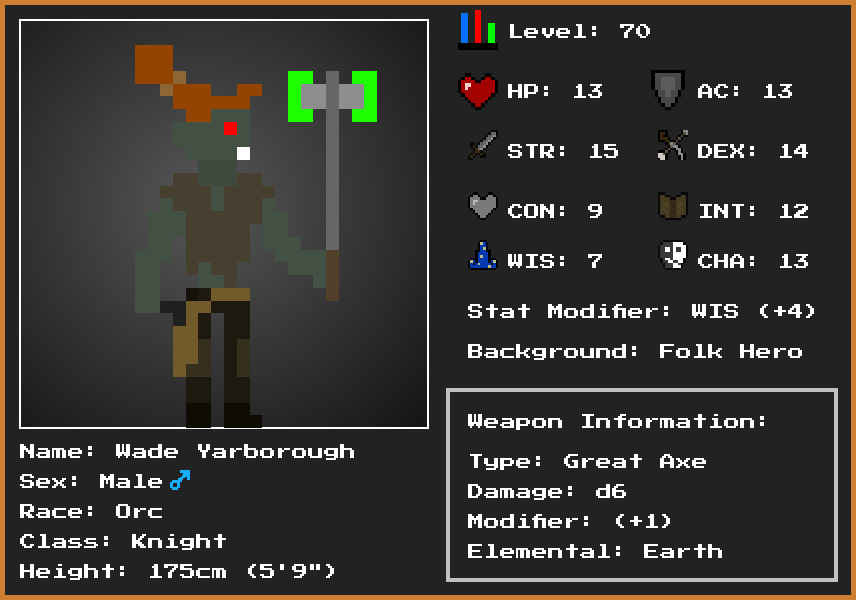 Level: 70
HP: 13 AC: 13
STR: 15 DEX: 14
CON: 9 INT: 12
WIS: 7 CHA: 13
Stat Modifier: WIS (+4)
Background: Folk Hero
Weapon Information:
Type: Great Axe
Damage: d6
Modifier: (+1)
Elemental: Earth
Name: Wade Yarborough
Sex: Male ♂
Race: Orc
Class: Knight
Height: 175cm (5'9")